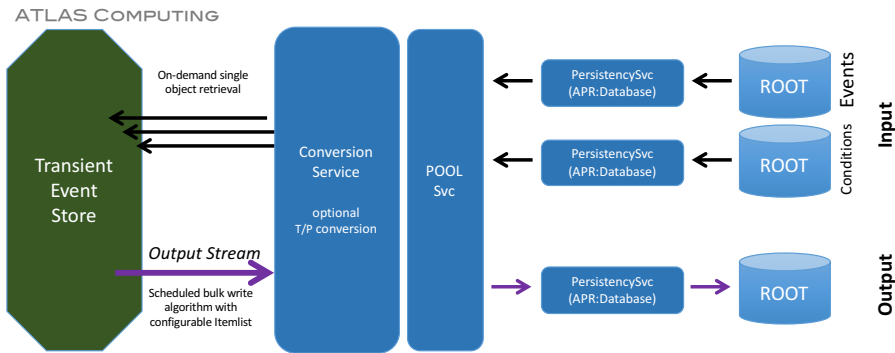 ATLAS COMPUTING
On-demand single
object retrieval
Transient
Event
Store
Output Stream
Scheduled bulk write
algorithm with
configurable Itemlist
Conversion
Service
optional
T/P conversion
POOL
Svc
PersistencySvc
(APR:Database)
ROOT
Events
PersistencySvc
(APR:Database)
ROOT
Conditions
Input
PersistencySvc
(APR:Database)
ROOT
Output